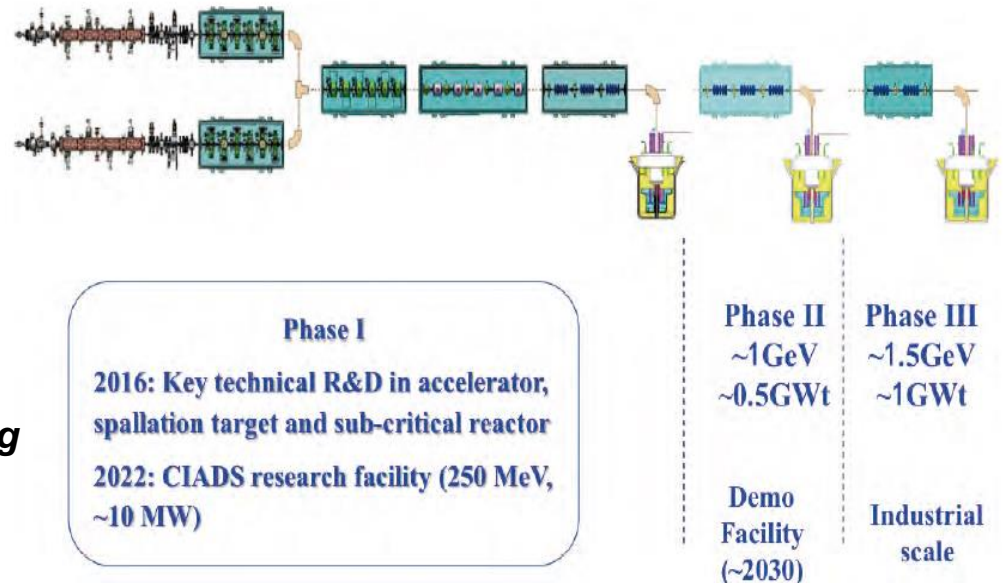 g
Phase I
2016: Key technical R&D in accelerator,
spallation target and sub-critical reactor
2022: CIADS research facility (250 MeV,
~10 MW)
Phase II
~1GeV
~0.5GWt
Demo
Facility
(~2030)
Phase III
~1.5GeV
~1GWt
Industrial
scale